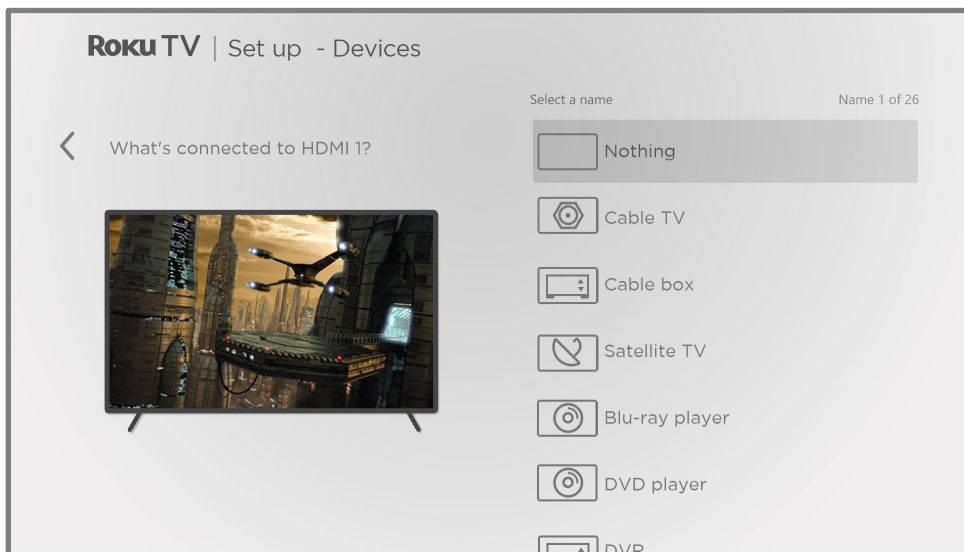 Roku TV | Set up - Devices
Select a name
Name 1 of 26
What's connected to HDMI 1?
Nothing
Cable TV
Cable box
Satellite TV
Blu-ray player
DVD player
DVR